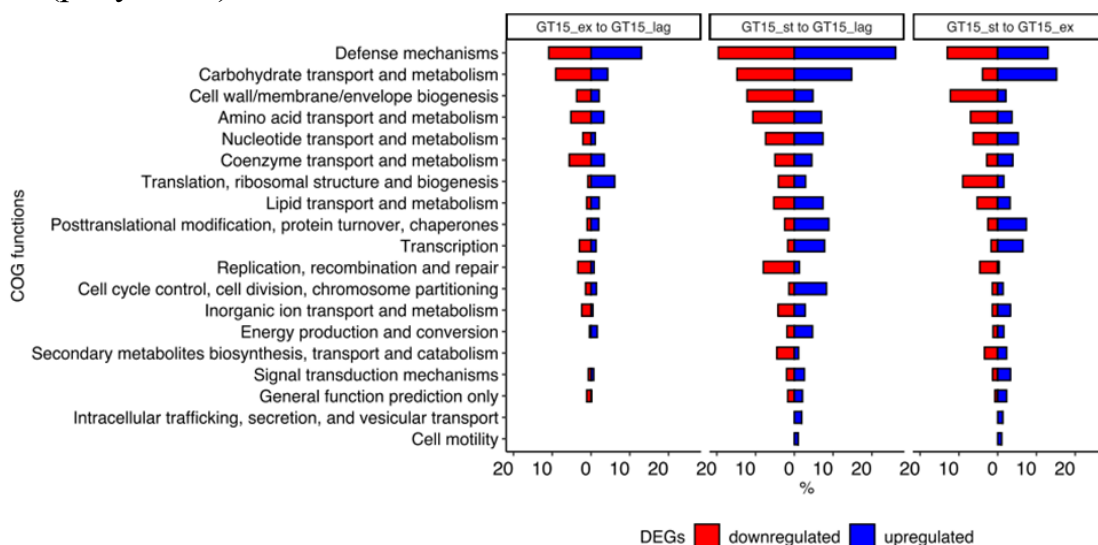 GT15_ex to GT15_lag
GT15_st to GT15_lag
GT15_st to GT15_ex
COG functions
Defense mechanisms
Carbohydrate transport and metabolism
Cell wall/membrane/envelope biogenesis
Amino acid transport and metabolism
Nucleotide transport and metabolism
Coenzyme transport and metabolism
Translation, ribosomal structure and biogenesis
Lipid transport and metabolism
Posttranslational modification, protein turnover, chaperones
Transcription
Replication, recombination and repair
Cell cycle control, cell division, chromosome partitioning
Inorganic ion transport and metabolism
Energy production and conversion
Secondary metabolites biosynthesis, transport and catabolism
Signal transduction mechanisms
General function prediction only
Intracellular trafficking, secretion, and vesicular transport
Cell motility
20 10 0 10 20
20 10 0 10 20
20 10 0 10 20
%
DEGs downregulated upregulated